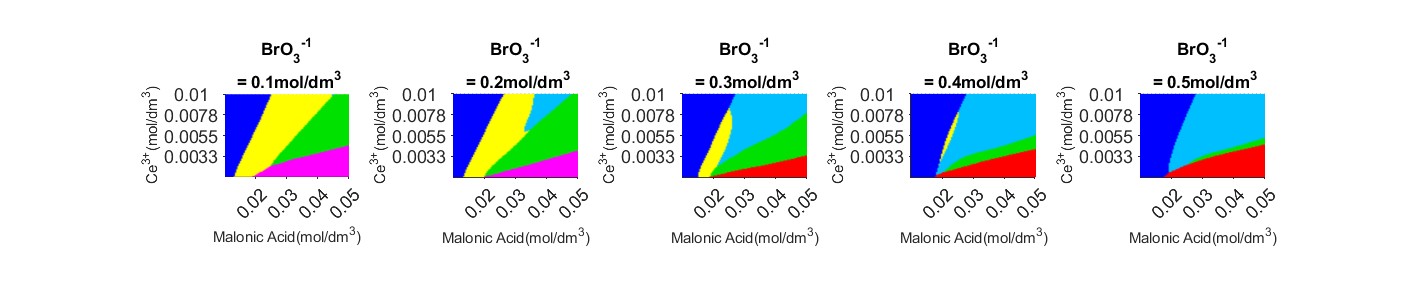 BrO₃⁻¹
= 0.1mol/dm³
Ce³⁺(mol/dm³)
0.01
0.0078
0.0055
0.0033
0.02 0.03 0.04 0.05
Malonic Acid(mol/dm³)
BrO₃⁻¹
= 0.2mol/dm³
Ce³⁺(mol/dm³)
0.01
0.0078
0.0055
0.0033
0.02 0.03 0.04 0.05
Malonic Acid(mol/dm³)
BrO₃⁻¹
= 0.3mol/dm³
Ce³⁺(mol/dm³)
0.01
0.0078
0.0055
0.0033
0.02 0.03 0.04 0.05
Malonic Acid(mol/dm³)
BrO₃⁻¹
= 0.4mol/dm³
Ce³⁺(mol/dm³)
0.01
0.0078
0.0055
0.0033
0.02 0.03 0.04 0.05
Malonic Acid(mol/dm³)
BrO₃⁻¹
= 0.5mol/dm³
Ce³⁺(mol/dm³)
0.01
0.0078
0.0055
0.0033
0.02 0.03 0.04 0.05
Malonic Acid(mol/dm³)